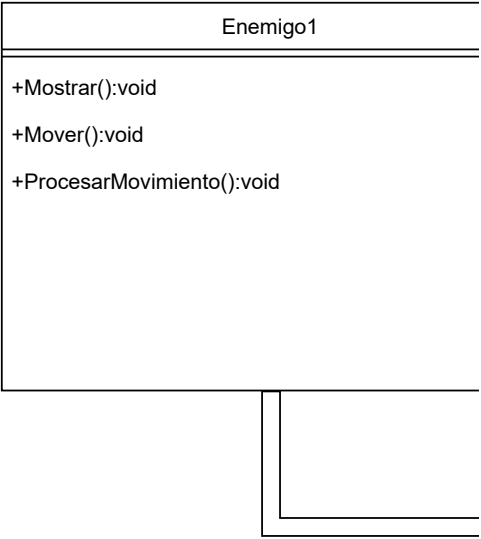 Enemigo1
+Mostrar():void
+Mover():void
+ProcesarMovimiento():void